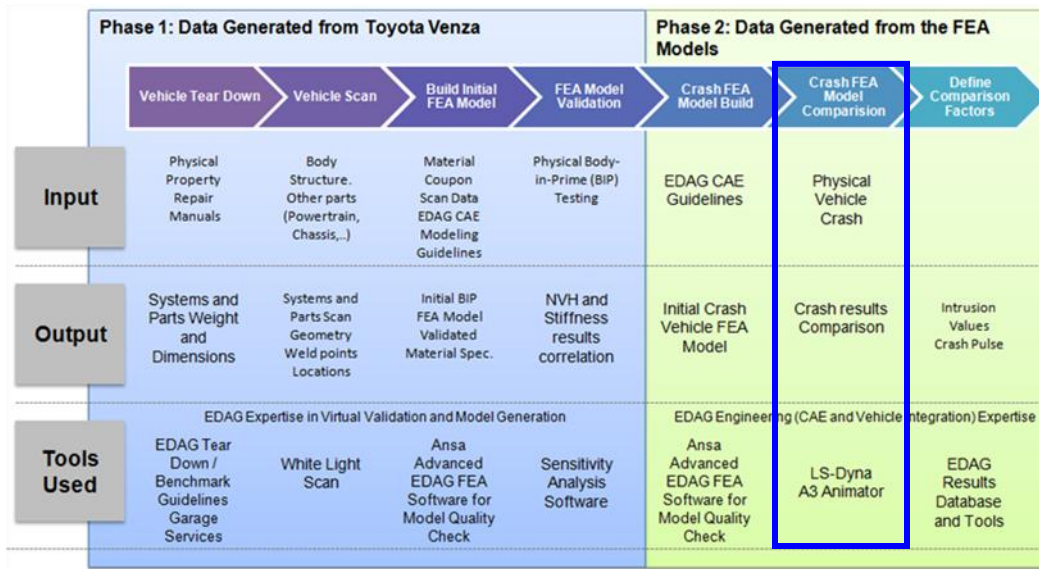 Phase 1: Data Generated from Toyota Venza
Phase 2: Data Generated from the FEA
Models
Vehicle Tear Down
Vehicle Scan
Build Initial
FEA Model
FEA Model
Validation
Crash FEA
Model Build
Crash FEA
Model
Comparision
Define
Comparison
Factors
Input
Physical
Property
Repair
Manuals
Body
Structure.
Other parts
(Powertrain,
Chassis,..)
Material
Coupon
Scan Data
EDAG CAE
Modeling
Guidelines
Physical Body-
in-Prime (BIP)
Testing
EDAG CAE
Guidelines
Physical
Vehicle
Crash
Output
Systems and
Parts Weight
and
Dimensions
Systems and
Parts Scan
Geometry
Weld points
Locations
Initial BIP
FEA Model
Validated
Material Spec.
NVH and
Stiffness
results
correlation
Initial Crash
Vehicle FEA
Model
Crash results
Comparison
Intrusion
Values
Crash Pulse
Tools
Used
EDAG Expertise in Virtual Validation and Model Generation
EDAG Engineering (CAE and Vehicle Integration) Expertise
EDAG Tear
Down /
Benchmark
Guidelines
Garage
Services
White Light
Scan
Ansa
Advanced
EDAG FEA
Software for
Model Quality
Check
Sensitivity
Analysis
Software
Ansa
Advanced
EDAG FEA
Software for
Model Quality
Check
LS-Dyna
A3 Animator
EDAG
Results
Database
and Tools